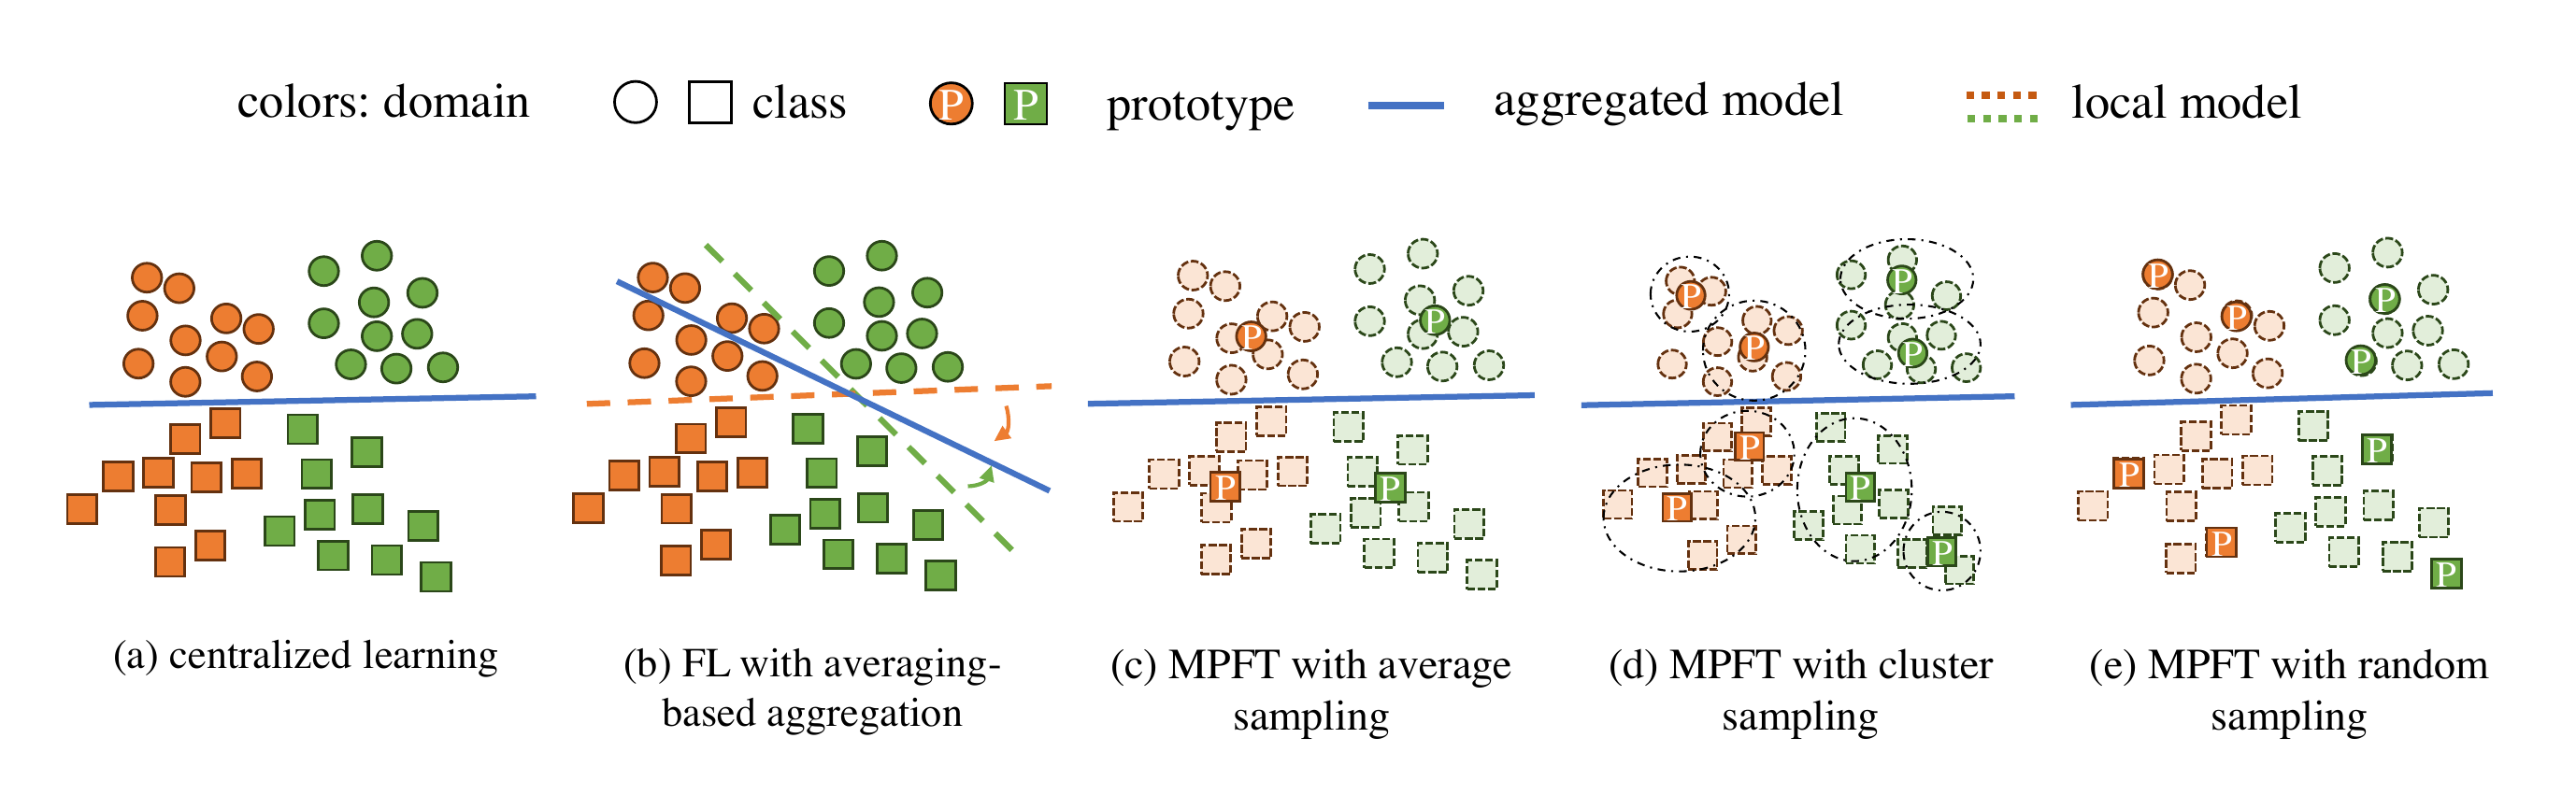 colors: domain class P P prototype aggregated model local model
P P P P P P P P
P P P P P P P P
P P P P
(a) centralized learning
(b) FL with averaging-
based aggregation
(c) MPFT with average
sampling
(d) MPFT with cluster
sampling
(e) MPFT with random
sampling